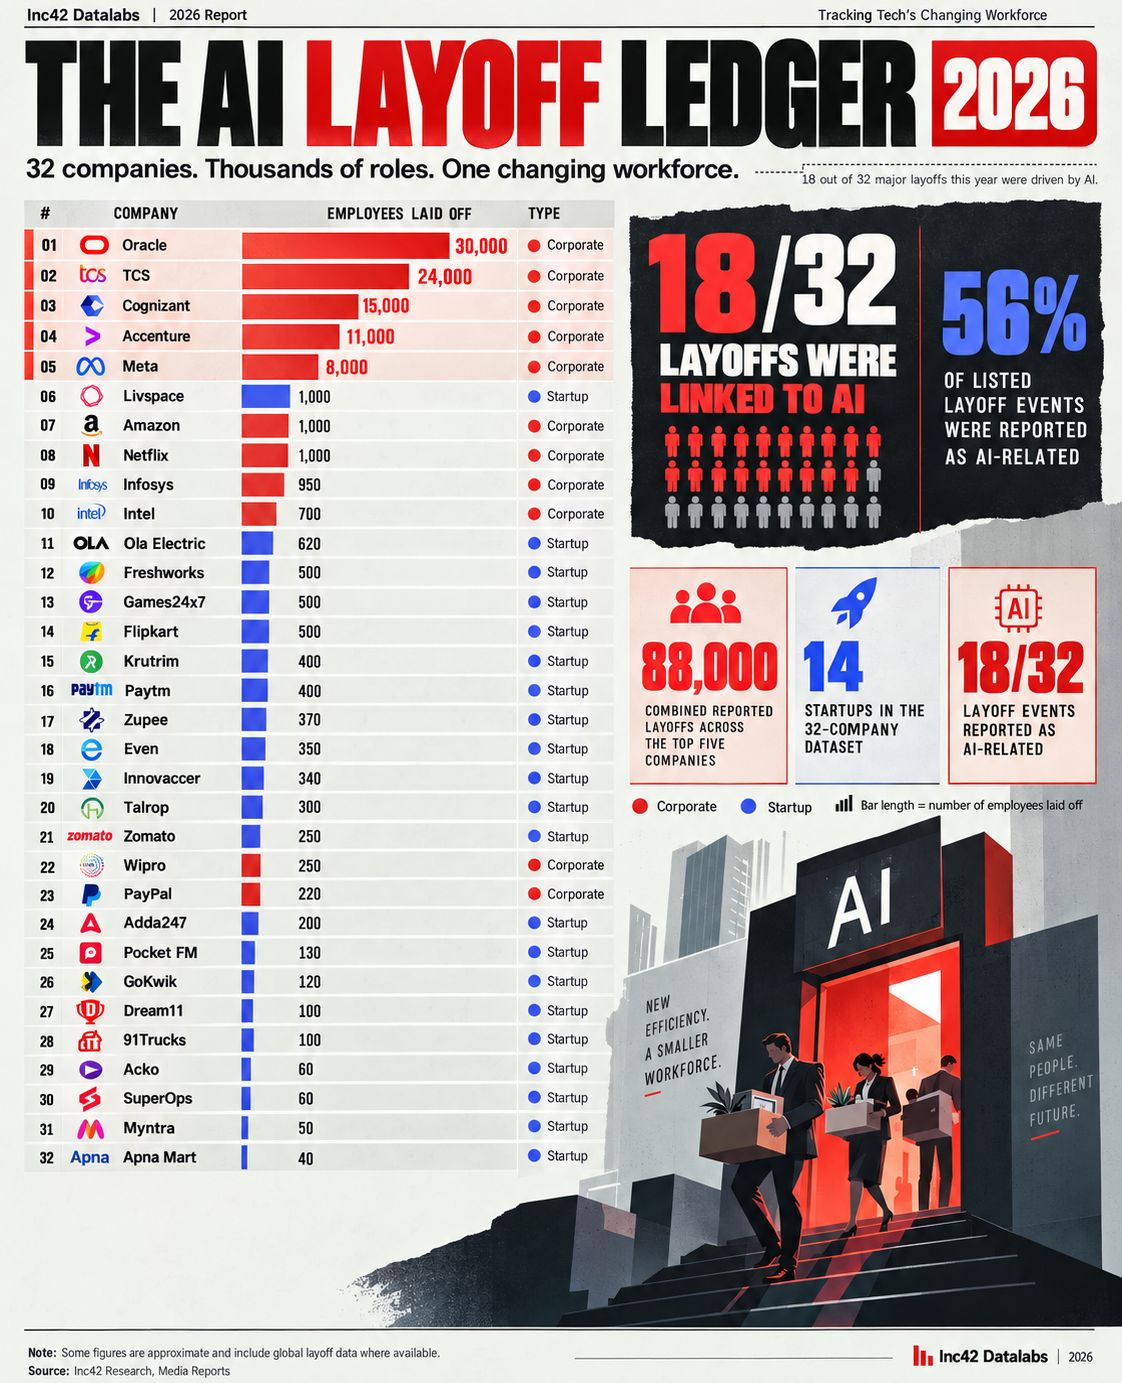 Inc42 Datalabs | 2026 Report
Tracking Tech's Changing Workforce
THE AI LAYOFF LEDGER 2026
32 companies. Thousands of roles. One changing workforce.
18 out of 32 major layoffs this year were driven by AI.
# COMPANY EMPLOYEES LAID OFF TYPE
01 Oracle 30,000 Corporate
02 tcs TCS 24,000 Corporate
03 Cognizant 15,000 Corporate
04 Accenture 11,000 Corporate
05 Meta 8,000 Corporate
06 Livspace 1,000 Startup
07 a Amazon 1,000 Corporate
08 N Netflix 1,000 Corporate
09 Infosys Infosys 950 Corporate
10 intel Intel 700 Corporate
11 OLA Ola Electric 620 Startup
12 Freshworks 500 Startup
13 Games24x7 500 Startup
14 Flipkart 500 Startup
15 Krutrim 400 Startup
16 paytm Paytm 400 Startup
17 Zupee 370 Startup
18 Even 350 Startup
19 Innovaccer 340 Startup
20 Talrop 300 Startup
21 zomato Zomato 250 Startup
22 Wipro 250 Corporate
23 PayPal 220 Corporate
24 Adda247 200 Startup
25 Pocket FM 130 Startup
26 GoKwik 120 Startup
27 D Dream11 100 Startup
28 91Trucks 100 Startup
29 Acko 60 Startup
30 SuperOps 60 Startup
31 Myntra 50 Startup
32 Apna Apna Mart 40 Startup
18/32
LAYOFFS WERE
LINKED TO AI
56%
OF LISTED
LAYOFF EVENTS
WERE REPORTED
AS AI-RELATED
88,000
COMBINED REPORTED
LAYOFFS ACROSS
THE TOP FIVE
COMPANIES
14
STARTUPS IN THE
32-COMPANY
DATASET
AI
18/32
LAYOFF EVENTS
REPORTED AS
AI-RELATED
Corporate Startup Bar length = number of employees laid off
AI
NEW
EFFICIENCY.
A SMALLER
WORKFORCE.
SAME
PEOPLE.
DIFFERENT
FUTURE.
Note: Some figures are approximate and include global layoff data where available.
Source: Inc42 Research, Media Reports
Inc42 Datalabs | 2026